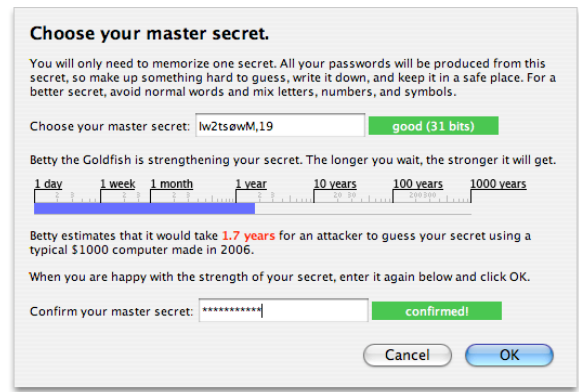 Choose your master secret.
You will only need to memorize one secret. All your passwords will be produced from this
secret, so make up something hard to guess, write it down, and keep it in a safe place. For a
better secret, avoid normal words and mix letters, numbers, and symbols.
Choose your master secret: Iw2tsøwM,19 good (31 bits)
Betty the Goldfish is strengthening your secret. The longer you wait, the stronger it will get.
1 day 1 week 1 month 1 year 10 years 100 years 1000 years
Betty estimates that it would take 1.7 years for an attacker to guess your secret using a
typical $1000 computer made in 2006.
When you are happy with the strength of your secret, enter it again below and click OK.
Confirm your master secret: *********** confirmed!
Cancel OK